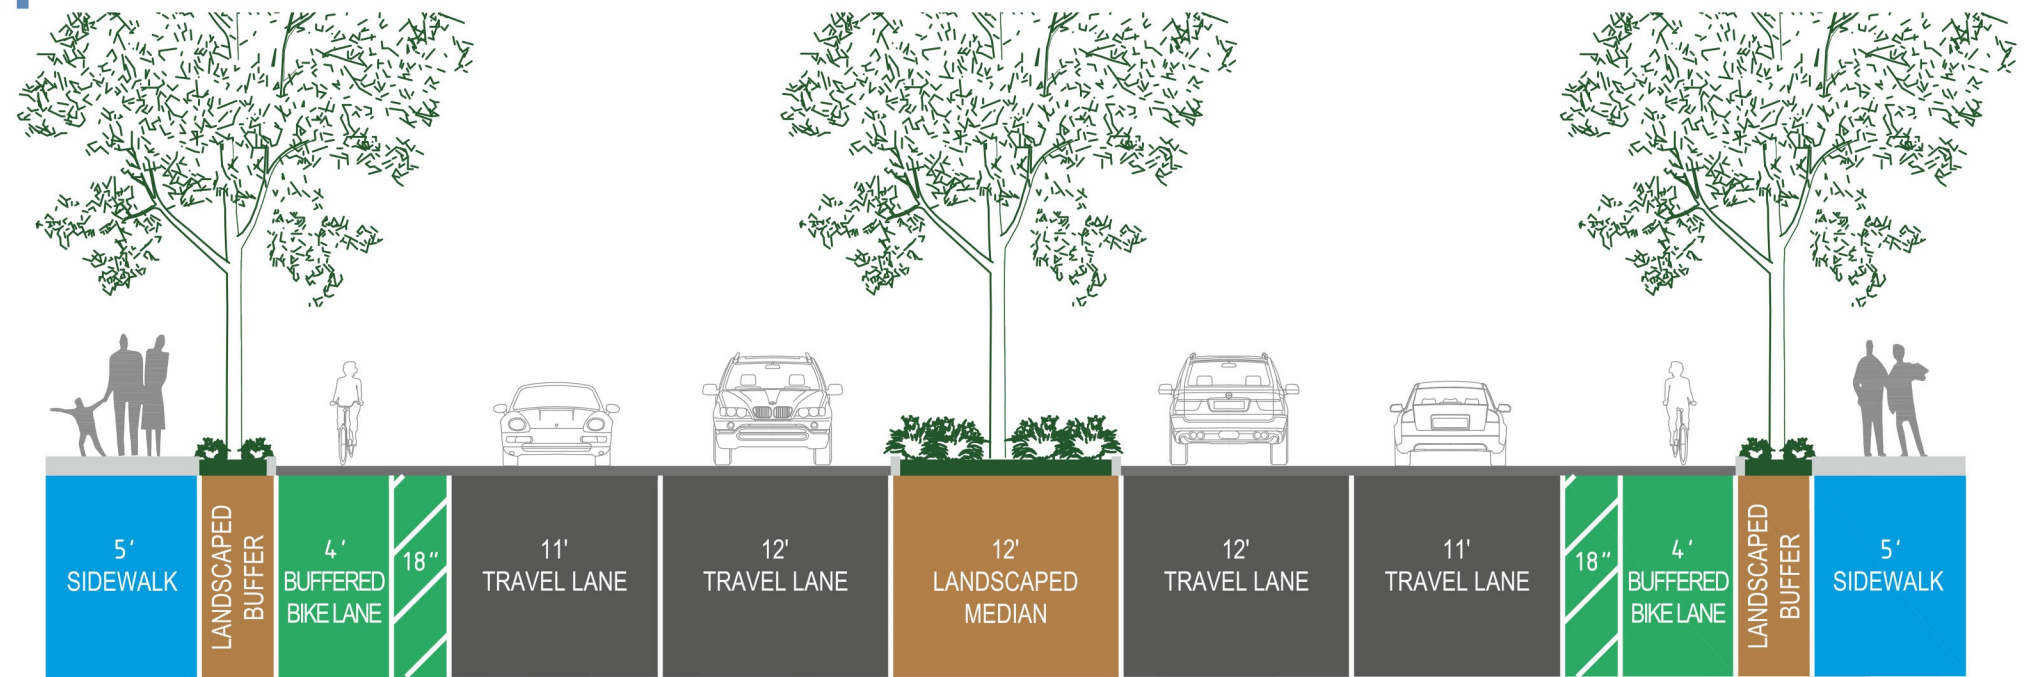 5'
SIDEWALK
LANDSCAPED
BUFFER
4'
BUFFERED
BIKE LANE
18"
11'
TRAVEL LANE
12'
TRAVEL LANE
12'
LANDSCAPED
MEDIAN
12'
TRAVEL LANE
11'
TRAVEL LANE
18"
4'
BUFFERED
BIKE LANE
LANDSCAPED
BUFFER
5'
SIDEWALK